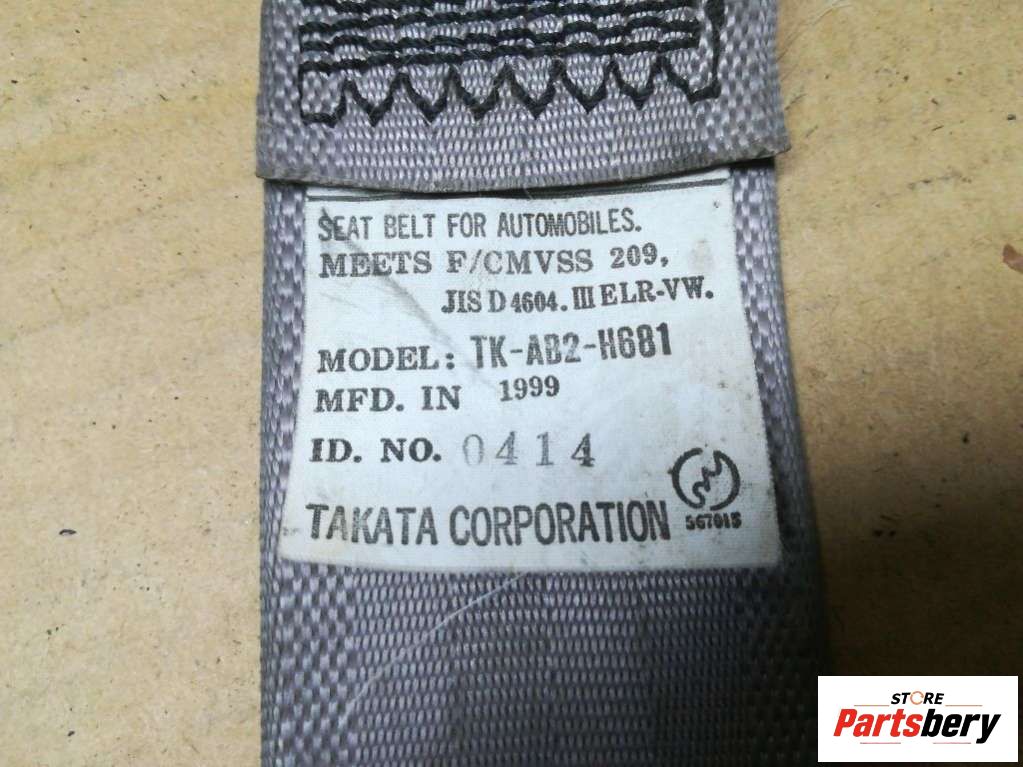 SEAT BELT FOR AUTOMOBILES.
MEETS F/CMVSS 209,
JIS D 4604. III ELR-VW.
MODEL: TK-AB2-H681
MFD. IN 1999
ID. NO. 0414
TAKATA CORPORATION
567015
STORE
Partsbery